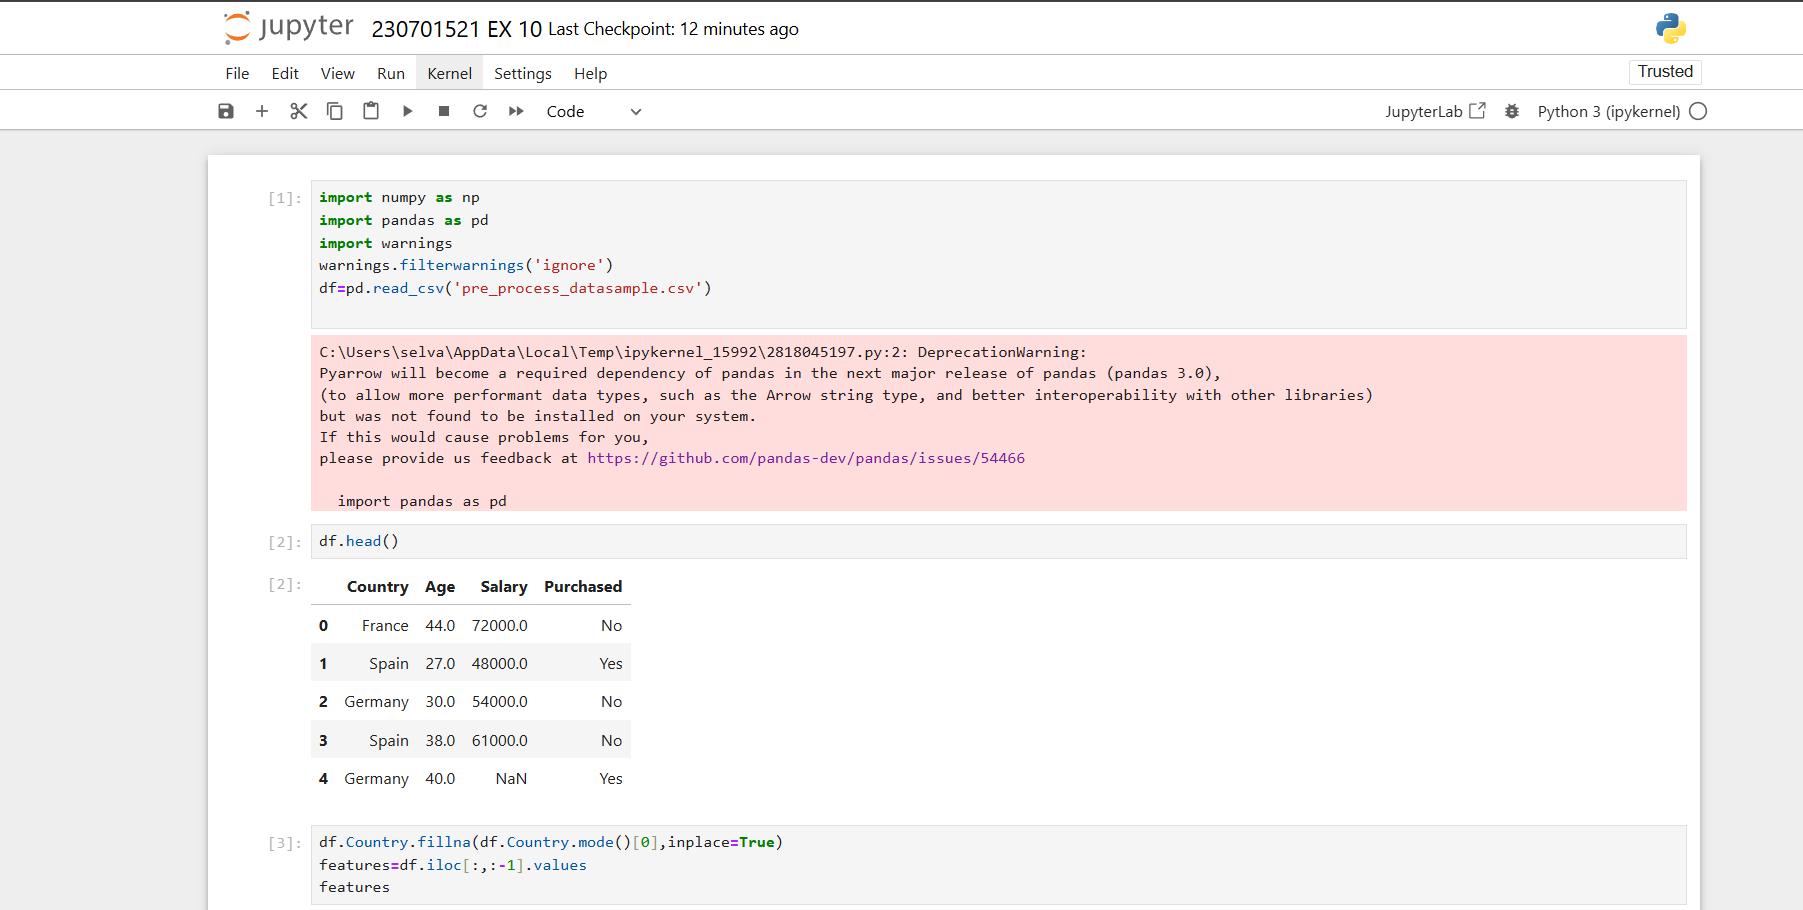 jupyter 230701521 EX 10 Last Checkpoint: 12 minutes ago
File Edit View Run Kernel Settings Help
Trusted
Code
JupyterLab
Python 3 (ipykernel)
[1]:
import numpy as np
import pandas as pd
import warnings
warnings.filterwarnings('ignore')
df=pd.read_csv('pre_process_datasample.csv')
C:\Users\selva\AppData\Local\Temp\ipykernel_15992\2818045197.py:2: DeprecationWarning:
Pyarrow will become a required dependency of pandas in the next major release of pandas (pandas 3.0),
(to allow more performant data types, such as the Arrow string type, and better interoperability with other libraries)
but was not found to be installed on your system.
If this would cause problems for you,
please provide us feedback at https://github.com/pandas-dev/pandas/issues/54466
import pandas as pd
[2]:
df.head()
[2]:
Country Age Salary Purchased
0 France 44.0 72000.0 No
1 Spain 27.0 48000.0 Yes
2 Germany 30.0 54000.0 No
3 Spain 38.0 61000.0 No
4 Germany 40.0 NaN Yes
[3]:
df.Country.fillna(df.Country.mode()[0],inplace=True)
features=df.iloc[:,:-1].values
features